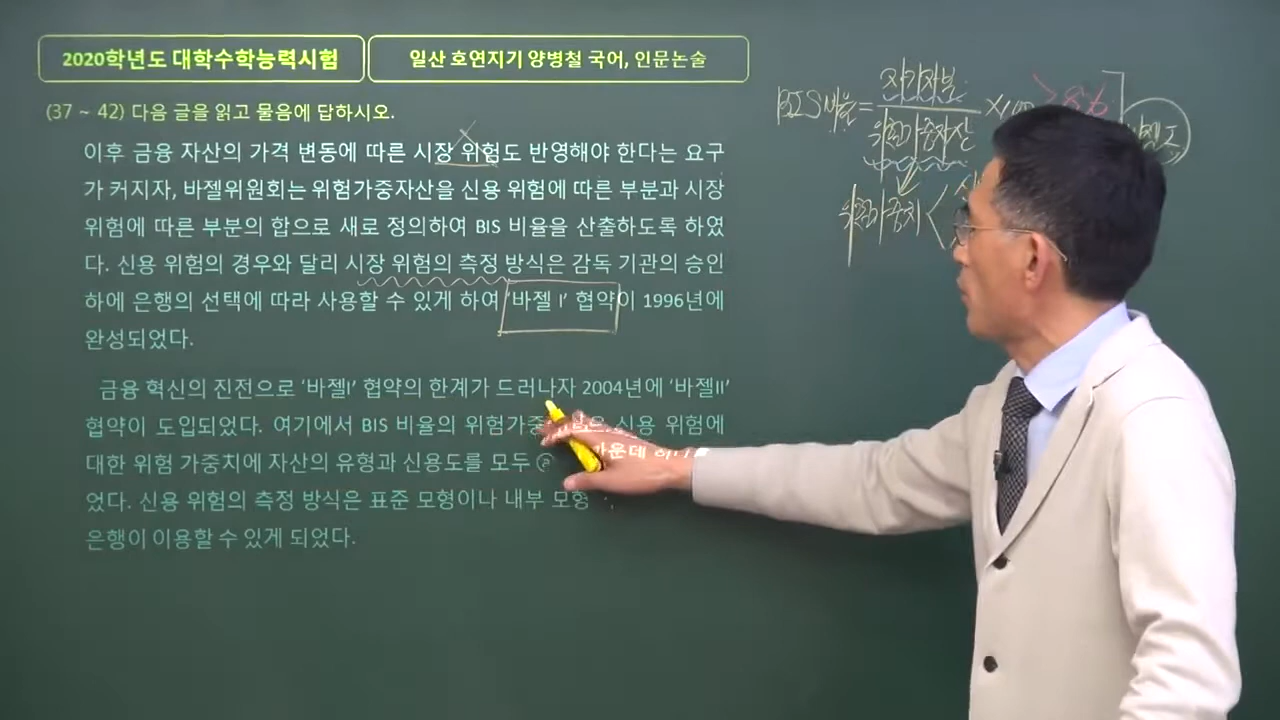 2020학년도 대학수학능력시험
일산 호연지기 양병철 국어, 인문논술
(37 ~ 42) 다음 글을 읽고 물음에 답하시오.
이후 금융 자산의 가격 변동에 따른 시장 위험도 반영해야 한다는 요구
가 커지자, 바젤위원회는 위험가중자산을 신용 위험에 따른 부분과 시장
위험에 따른 부분의 합으로 새로 정의하여 BIS 비율을 산출하도록 하였
다. 신용 위험의 경우와 달리 시장 위험의 측정 방식은 감독 기관의 승인
하에 은행의 선택에 따라 사용할 수 있게 하여 '바젤 I' 협약이 1996년에
완성되었다.
금융 혁신의 진전으로 '바젤I' 협약의 한계가 드러나자 2004년에 '바젤II'
협약이 도입되었다. 여기에서 BIS 비율의 위험가중 신용 위험에
대한 위험 가중치에 자산의 유형과 신용도를 모두 ⓐ 가운데 하나
었다. 신용 위험의 측정 방식은 표준 모형이나 내부 모형
은행이 이용할 수 있게 되었다.
BIS 비율 = 자기자본 / 위험가중자산 × 100 > 8%
위험가중치 <